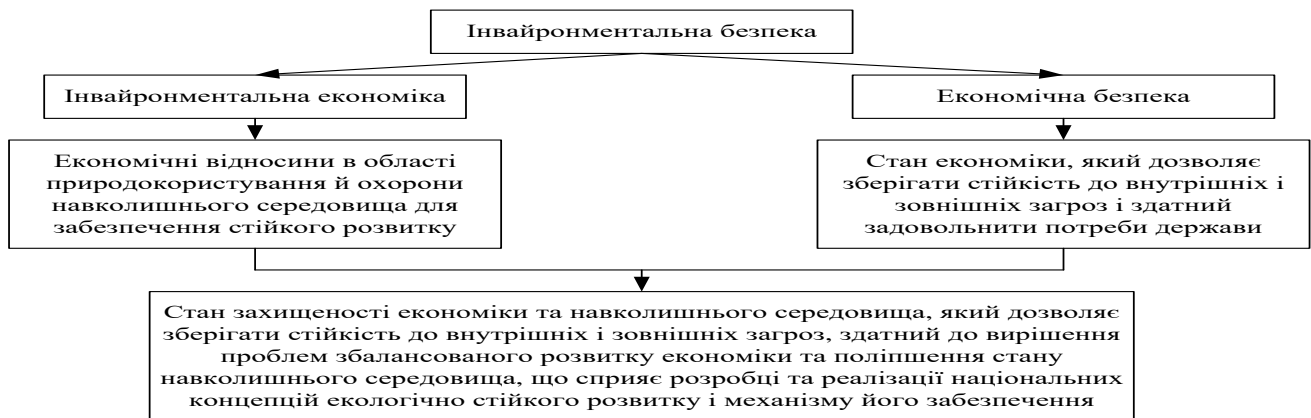 Інвайронментальна безпека
Інвайронментальна економіка
Економічна безпека
Економічні відносини в області
природокористування й охорони
навколишнього середовища для
забезпечення стійкого розвитку
Стан економіки, який дозволяє
зберігати стійкість до внутрішніх і
зовнішніх загроз і здатний
задовольнити потреби держави
Стан захищеності економіки та навколишнього середовища, який дозволяє
зберігати стійкість до внутрішніх і зовнішніх загроз, здатний до вирішення
проблем збалансованого розвитку економіки та поліпшення стану
навколишнього середовища, що сприяє розробці та реалізації національних
концепцій екологічно стійкого розвитку і механізму його забезпечення